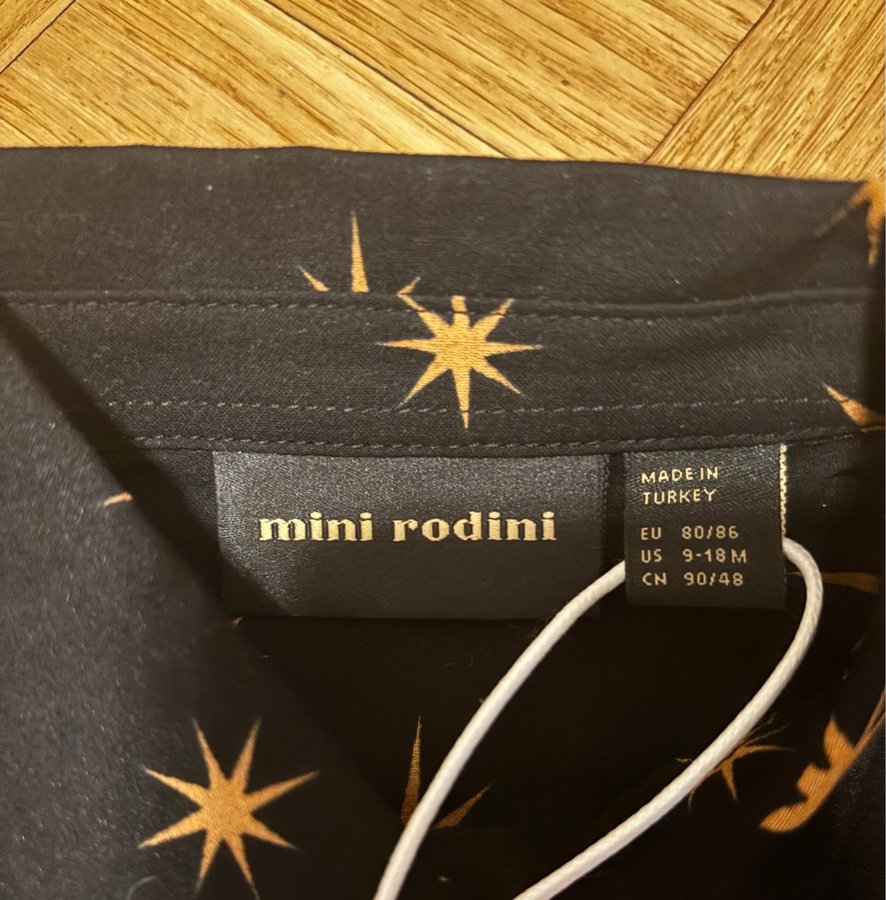 mini rodini
MADE IN
TURKEY
EU 80/86
US 9-18M
CN 90/48